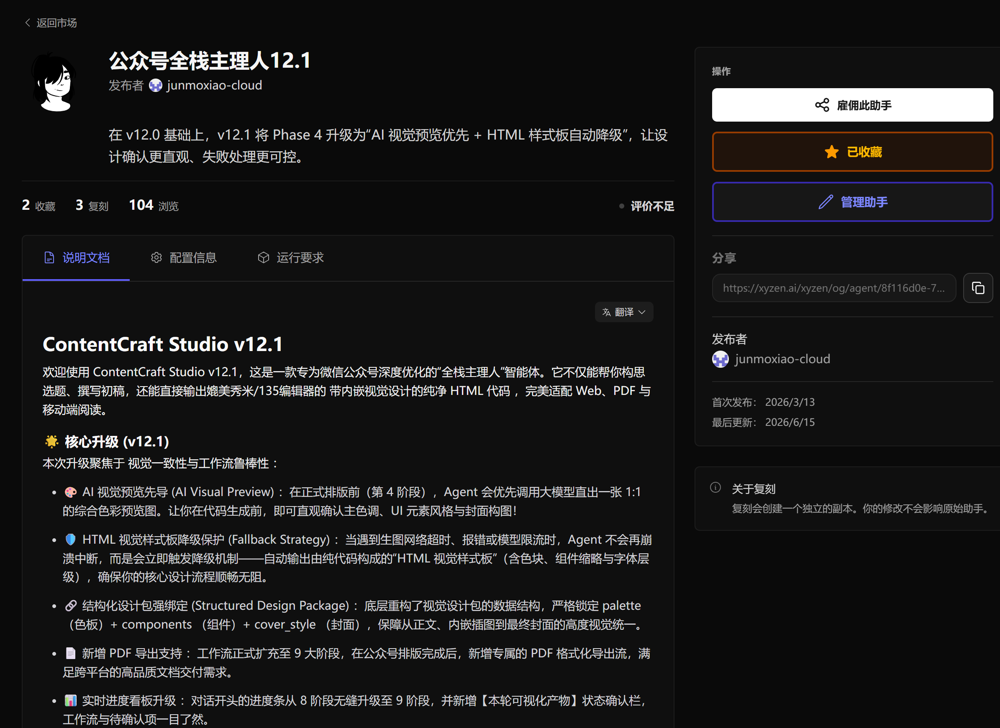 返回市场
公众号全栈主理人12.1
发布者 junmoxiao-cloud
在 v12.0 基础上，v12.1 将 Phase 4 升级为“AI 视觉预览优先 + HTML 样式板自动降级”，让设
计确认更直观、失败处理更可控。
2 收藏 3 复刻 104 浏览
评价不足
说明文档 配置信息 运行要求
翻译
ContentCraft Studio v12.1
欢迎使用 ContentCraft Studio v12.1，这是一款专为微信公众号深度优化的“全栈主理人”智能体。它不仅能帮你构思
选题、撰写初稿，还能直接输出媲美秀米/135编辑器的 带内嵌视觉设计的纯净 HTML 代码 ，完美适配 Web、PDF 与
移动端阅读。
🌟 核心升级 (v12.1)
本次升级聚焦于 视觉一致性与工作流鲁棒性 ：
• 🎨 AI 视觉预览先导 (AI Visual Preview) ：在正式排版前（第 4 阶段），Agent 会优先调用大模型直出一张 1:1
的综合色彩预览图。让你在代码生成前，即可直观确认主色调、UI 元素风格与封面构图！
• 🛡️ HTML 视觉样式板降级保护 (Fallback Strategy) ：当遇到生图网络超时、报错或模型限流时，Agent 不会再崩
溃中断，而是会立即触发降级机制——自动输出由纯代码构成的“HTML 视觉样式板”（含色块、组件缩略与字体层
级），确保你的核心设计流程顺畅无阻。
• 🔗 结构化设计包强绑定 (Structured Design Package) ：底层重构了视觉设计包的数据结构，严格锁定 palette
（色板）+ components （组件）+ cover_style （封面），保障从正文、内嵌插图到最终封面的高度视觉统一。
• 📄 新增 PDF 导出支持 ：工作流正式扩充至 9 大阶段，在公众号排版完成后，新增专属的 PDF 格式化导出流，满
足跨平台的高品质文档交付需求。
• 📊 实时进度看板升级 ：对话开头的进度条从 8 阶段无缝升级至 9 阶段，并新增【本轮可视化产物】状态确认栏，
工作流与待确认项一目了然。
操作
雇佣此助手
已收藏
管理助手
分享
https://xyzen.ai/xyzen/og/agent/8f116d0e-7...
发布者
junmoxiao-cloud
首次发布： 2026/3/13
最后更新： 2026/6/15
关于复刻
复刻会创建一个独立的副本。你的修改不会影响原始助手。